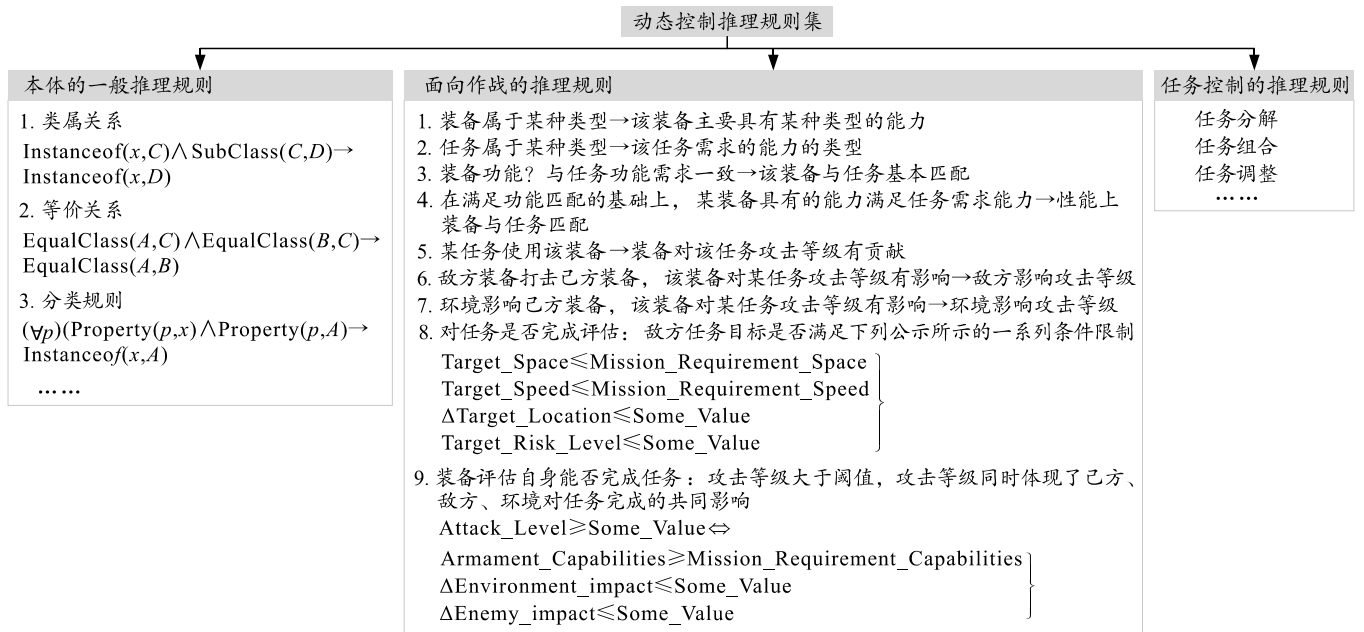 动态控制推理规则集
本体的一般推理规则
1. 类属关系
Instanceof(x,C)∧SubClass(C,D)→
Instanceof(x,D)
2. 等价关系
EqualClass(A,C)∧EqualClass(B,C)→
EqualClass(A,B)
3. 分类规则
(∀p)(Property(p,x)∧Property(p,A)→
Instanceof(x,A)
……
面向作战的推理规则
1. 装备属于某种类型→该装备主要具有某种类型的能力
2. 任务属于某种类型→该任务需求的能力的类型
3. 装备功能？与任务功能需求一致→该装备与任务基本匹配
4. 在满足功能匹配的基础上，某装备具有的能力满足任务需求能力→性能上
装备与任务匹配
5. 某任务使用该装备→装备对该任务攻击等级有贡献
6. 敌方装备打击己方装备，该装备对某任务攻击等级有影响→敌方影响攻击等级
7. 环境影响己方装备，该装备对某任务攻击等级有影响→环境影响攻击等级
8. 对任务是否完成评估：敌方任务目标是否满足下列公示所示的一系列条件限制
Target_Space≤Mission_Requirement_Space
Target_Speed≤Mission_Requirement_Speed
ΔTarget_Location≤Some_Value
Target_Risk_Level≤Some_Value
9. 装备评估自身能否完成任务：攻击等级大于阈值，攻击等级同时体现了己方、
敌方、环境对任务完成的共同影响
Attack_Level≥Some_Value⇔
Armament_Capabilities≥Mission_Requirement_Capabilities
ΔEnvironment_impact≤Some_Value
ΔEnemy_impact≤Some_Value
任务控制的推理规则
任务分解
任务组合
任务调整
……